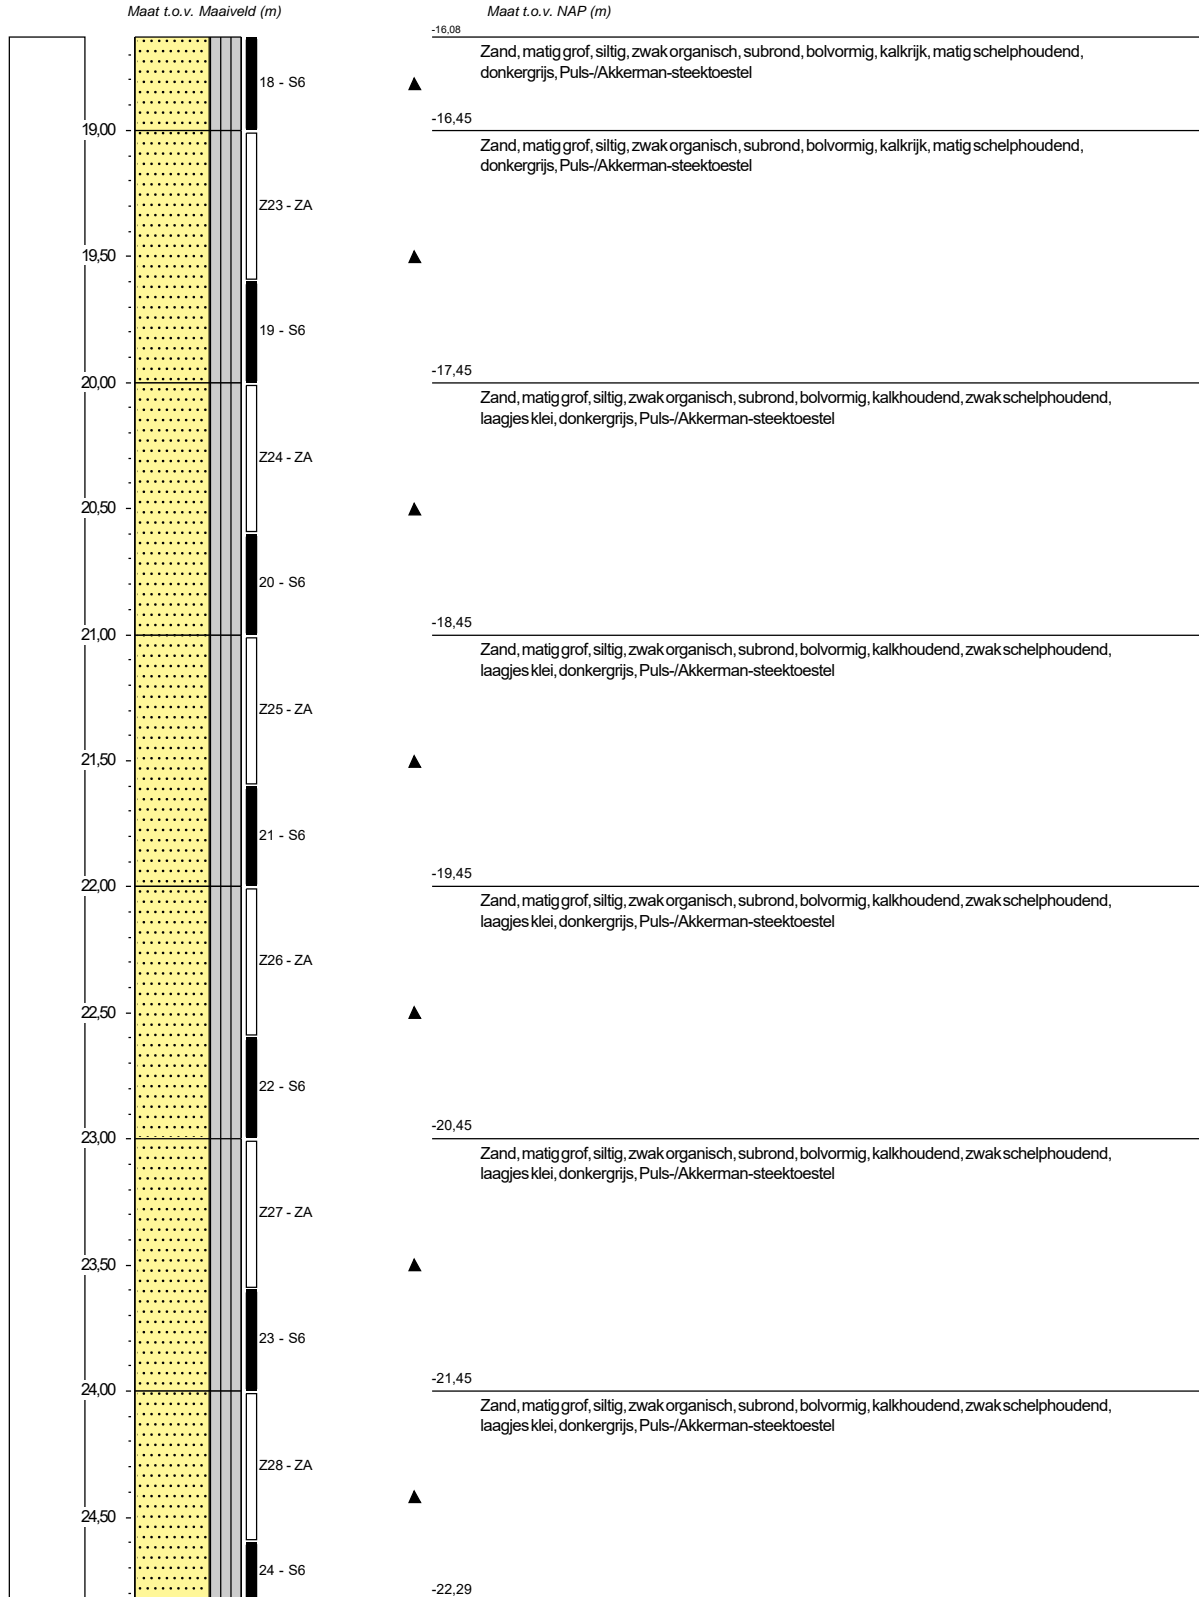 Maat t.o.v. Maaiveld (m) Maat t.o.v. NAP (m)
-16,08
Zand, matig grof, siltig, zwak organisch, subrond, bolvormig, kalkrijk, matig schelphoudend,
donkergrijs, Puls-/Akkerman-steektoestel
18 - S6
-16,45
19,00
Zand, matig grof, siltig, zwak organisch, subrond, bolvormig, kalkrijk, matig schelphoudend,
donkergrijs, Puls-/Akkerman-steektoestel
Z23 - ZA
19,50
19 - S6
-17,45
20,00
Zand, matig grof, siltig, zwak organisch, subrond, bolvormig, kalkhoudend, zwak schelphoudend,
laagjes klei, donkergrijs, Puls-/Akkerman-steektoestel
Z24 - ZA
20,50
20 - S6
-18,45
21,00
Zand, matig grof, siltig, zwak organisch, subrond, bolvormig, kalkhoudend, zwak schelphoudend,
laagjes klei, donkergrijs, Puls-/Akkerman-steektoestel
Z25 - ZA
21,50
21 - S6
-19,45
22,00
Zand, matig grof, siltig, zwak organisch, subrond, bolvormig, kalkhoudend, zwak schelphoudend,
laagjes klei, donkergrijs, Puls-/Akkerman-steektoestel
Z26 - ZA
22,50
22 - S6
-20,45
23,00
Zand, matig grof, siltig, zwak organisch, subrond, bolvormig, kalkhoudend, zwak schelphoudend,
laagjes klei, donkergrijs, Puls-/Akkerman-steektoestel
Z27 - ZA
23,50
23 - S6
-21,45
24,00
Zand, matig grof, siltig, zwak organisch, subrond, bolvormig, kalkhoudend, zwak schelphoudend,
laagjes klei, donkergrijs, Puls-/Akkerman-steektoestel
Z28 - ZA
24,50
24 - S6
-22,29